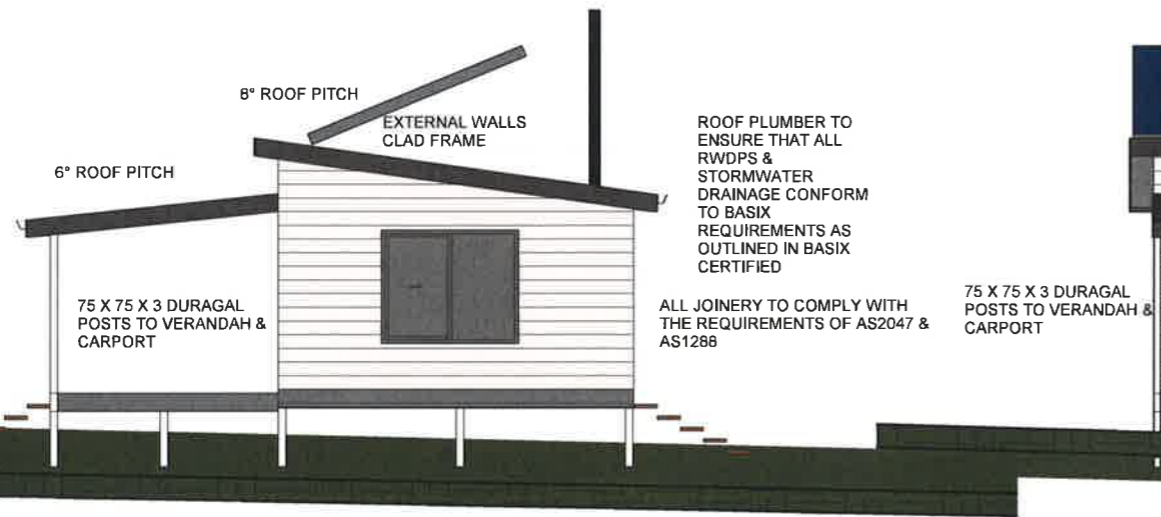 8° ROOF PITCH
EXTERNAL WALLS
CLAD FRAME
6° ROOF PITCH
ROOF PLUMBER TO
ENSURE THAT ALL
RWDPS &
STORMWATER
DRAINAGE CONFORM
TO BASIX
REQUIREMENTS AS
OUTLINED IN BASIX
CERTIFIED
75 X 75 X 3 DURAGAL
POSTS TO VERANDAH &
CARPORT
ALL JOINERY TO COMPLY WITH
THE REQUIREMENTS OF AS2047 &
AS1288
75 X 75 X 3 DURAGAL
POSTS TO VERANDAH &
CARPORT